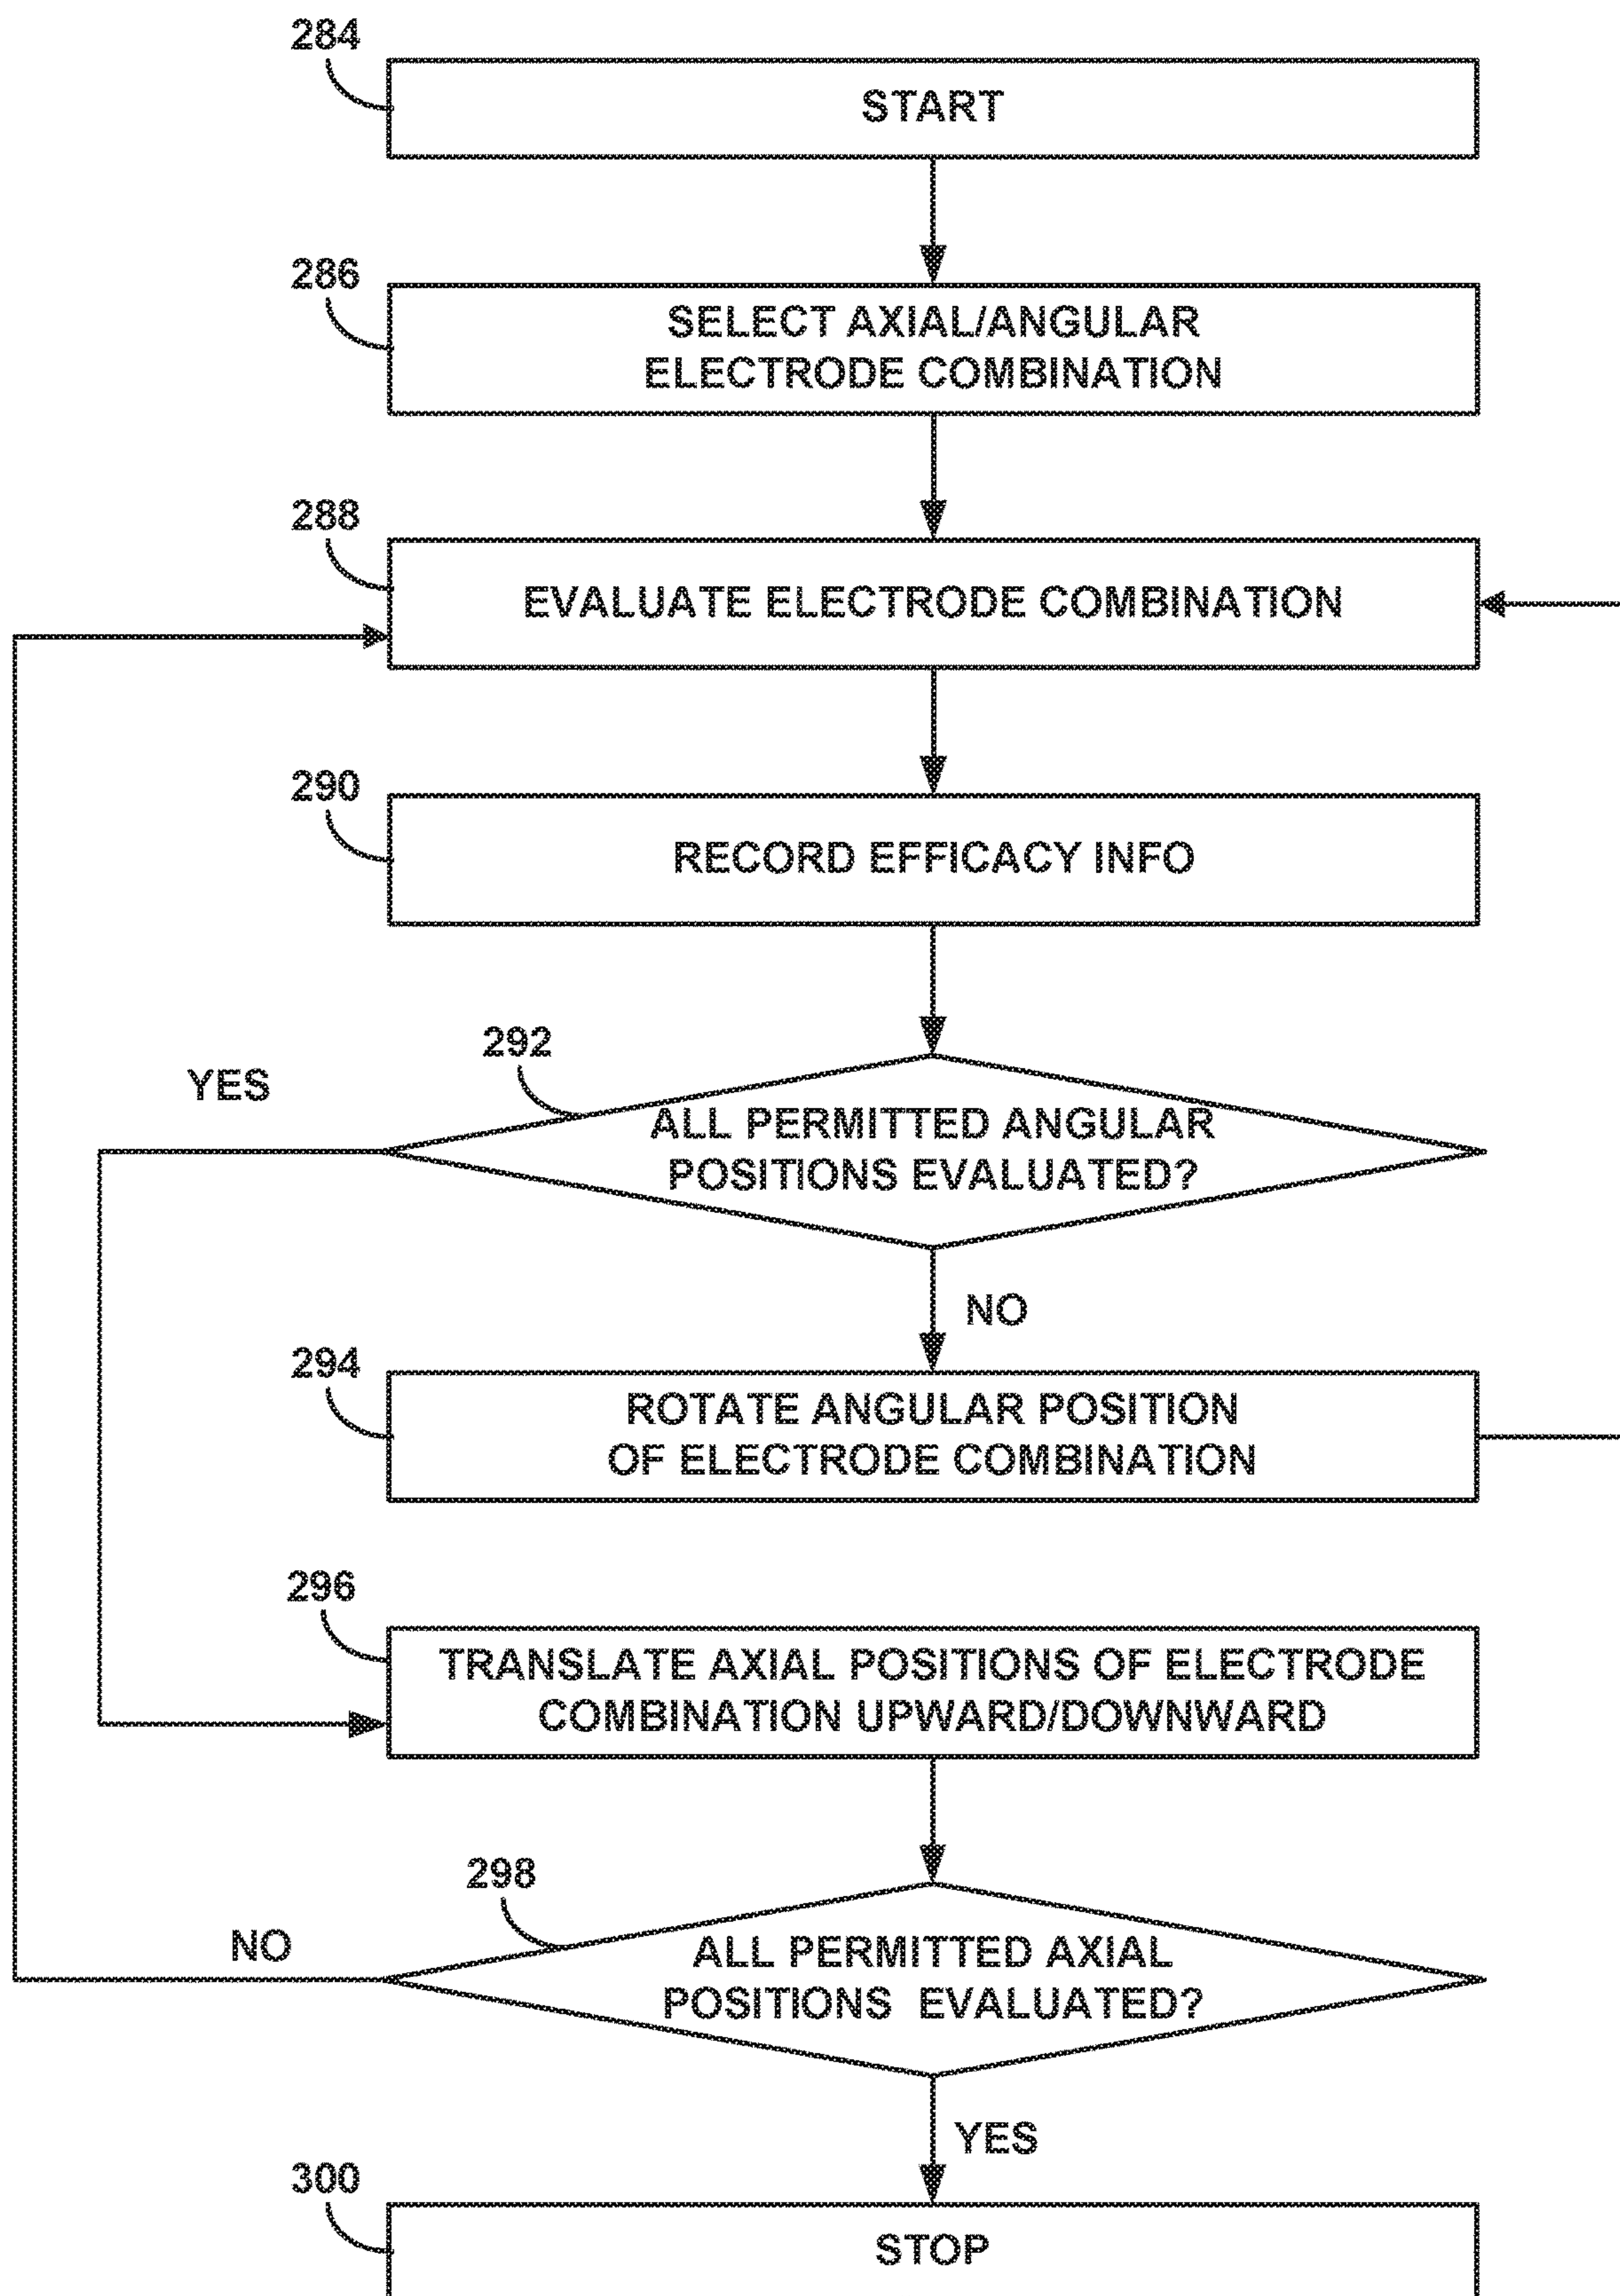 284
START
286
SELECT AXIAL/ANGULAR
ELECTRODE COMBINATION
288
EVALUATE ELECTRODE COMBINATION
290
RECORD EFFICACY INFO
292
YES
ALL PERMITTED ANGULAR
POSITIONS EVALUATED?
NO
294
ROTATE ANGULAR POSITION
OF ELECTRODE COMBINATION
296
TRANSLATE AXIAL POSITIONS OF ELECTRODE
COMBINATION UPWARD/DOWNWARD
298
NO
ALL PERMITTED AXIAL
POSITIONS EVALUATED?
YES
300
STOP